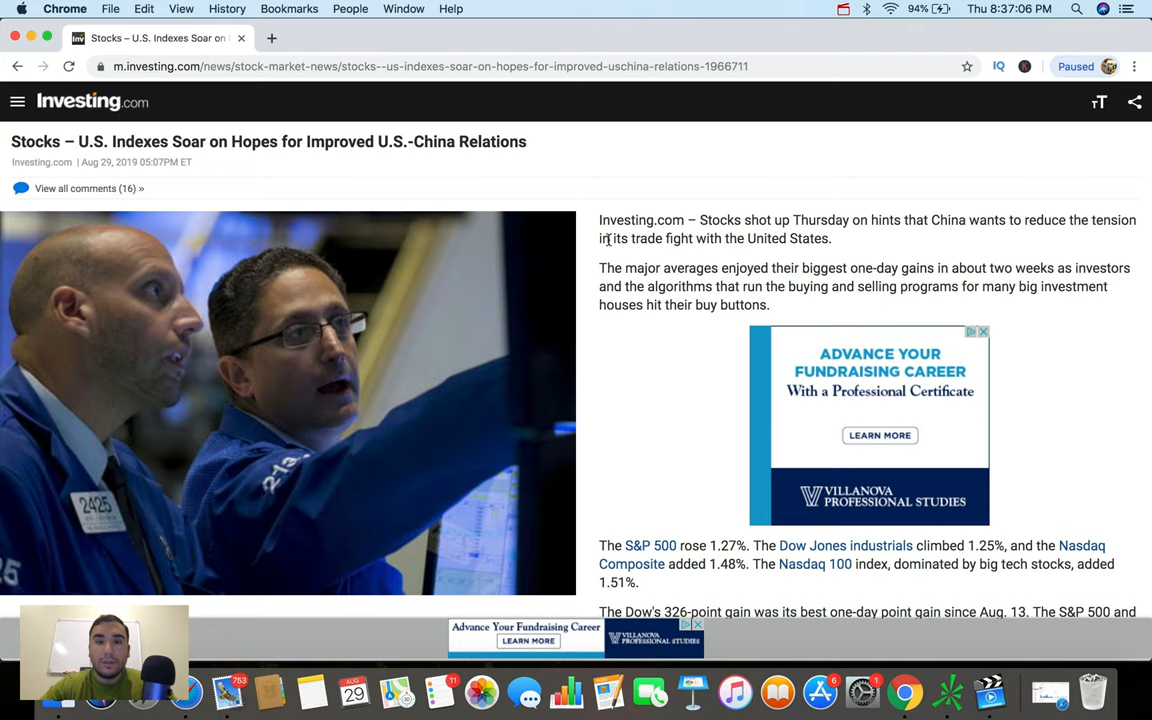 Chrome File Edit View History Bookmarks People Window Help 94% Thu 8:37:06 PM
Inv Stocks – U.S. Indexes Soar on
m.investing.com/news/stock-market-news/stocks--us-indexes-soar-on-hopes-for-improved-uschina-relations-1966711 IQ K Paused
Investing.com TT
Stocks – U.S. Indexes Soar on Hopes for Improved U.S.-China Relations
Investing.com | Aug 29, 2019 05:07PM ET
View all comments (16) »
Investing.com – Stocks shot up Thursday on hints that China wants to reduce the tension
in its trade fight with the United States.
The major averages enjoyed their biggest one-day gains in about two weeks as investors
and the algorithms that run the buying and selling programs for many big investment
houses hit their buy buttons.
ADVANCE YOUR
FUNDRAISING CAREER
With a Professional Certificate
LEARN MORE
VILLANOVA
PROFESSIONAL STUDIES
2-13
2425
The S&P 500 rose 1.27%. The Dow Jones industrials climbed 1.25%, and the Nasdaq
Composite added 1.48%. The Nasdaq 100 index, dominated by big tech stocks, added
1.51%.
The Dow's 326-point gain was its best one-day point gain since Aug. 13. The S&P 500 and
Advance Your Fundraising Career
LEARN MORE
VILLANOVA
PROFESSIONAL STUDIES
763
AUG
29
11
6
1